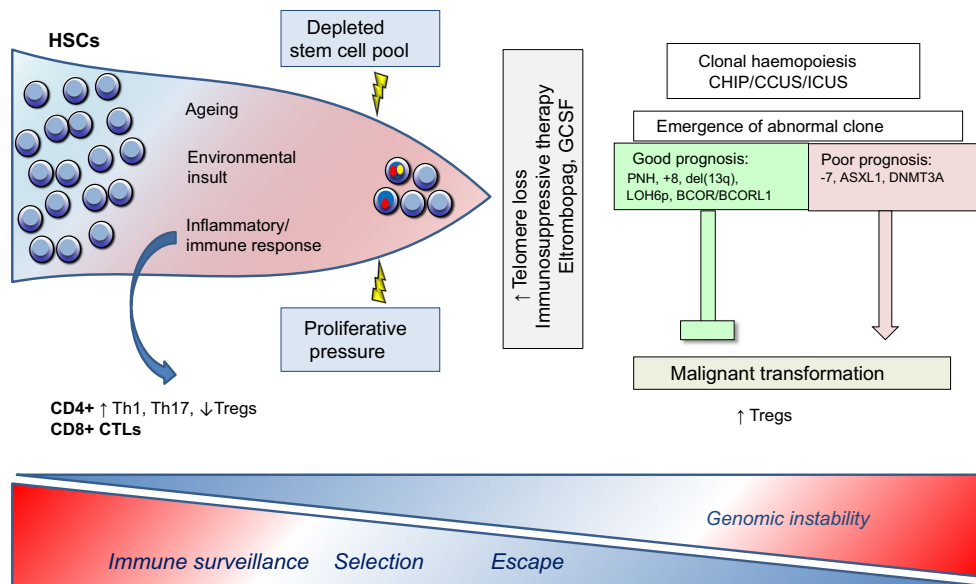 HSCs
Depleted
stem cell pool
Ageing
Environmental
insult
Inflammatory/
immune response
Proliferative
pressure
CD4+ ↑ Th1, Th17, ↓Tregs
CD8+ CTLs
↑ Telomere loss
Immunosuppressive therapy
Eltrombopag, GCSF
Clonal haemopoiesis
CHIP/CCUS/ICUS
Emergence of abnormal clone
Good prognosis:
PNH, +8, del(13q),
LOH6p, BCOR/BCORL1
Poor prognosis:
-7, ASXL1, DNMT3A
Malignant transformation
↑ Tregs
Immune surveillance
Selection
Escape
Genomic instability